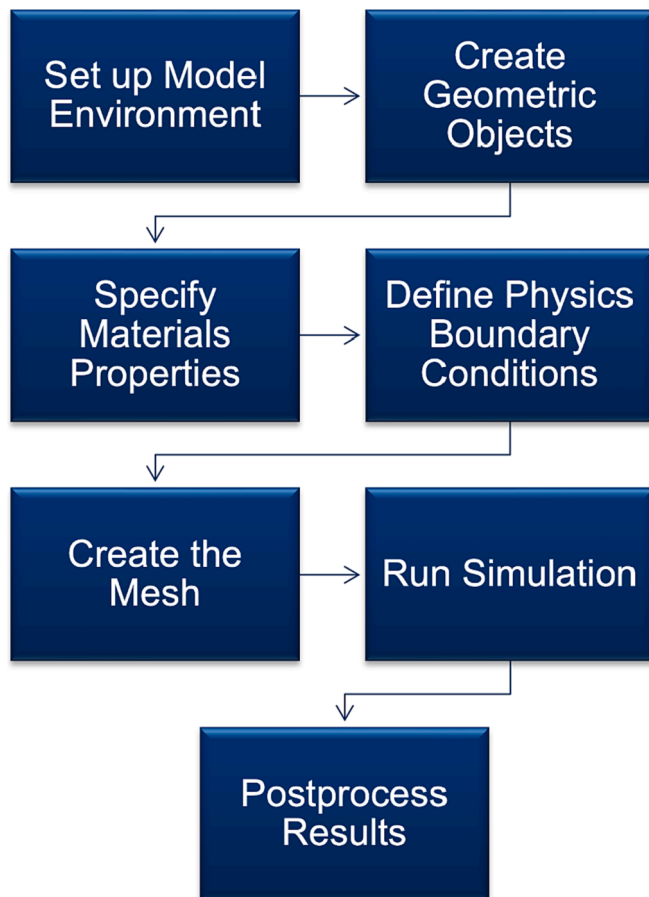 Set up Model
Environment
Create
Geometric
Objects
Specify
Materials
Properties
Define Physics
Boundary
Conditions
Create the
Mesh
Run Simulation
Postprocess
Results